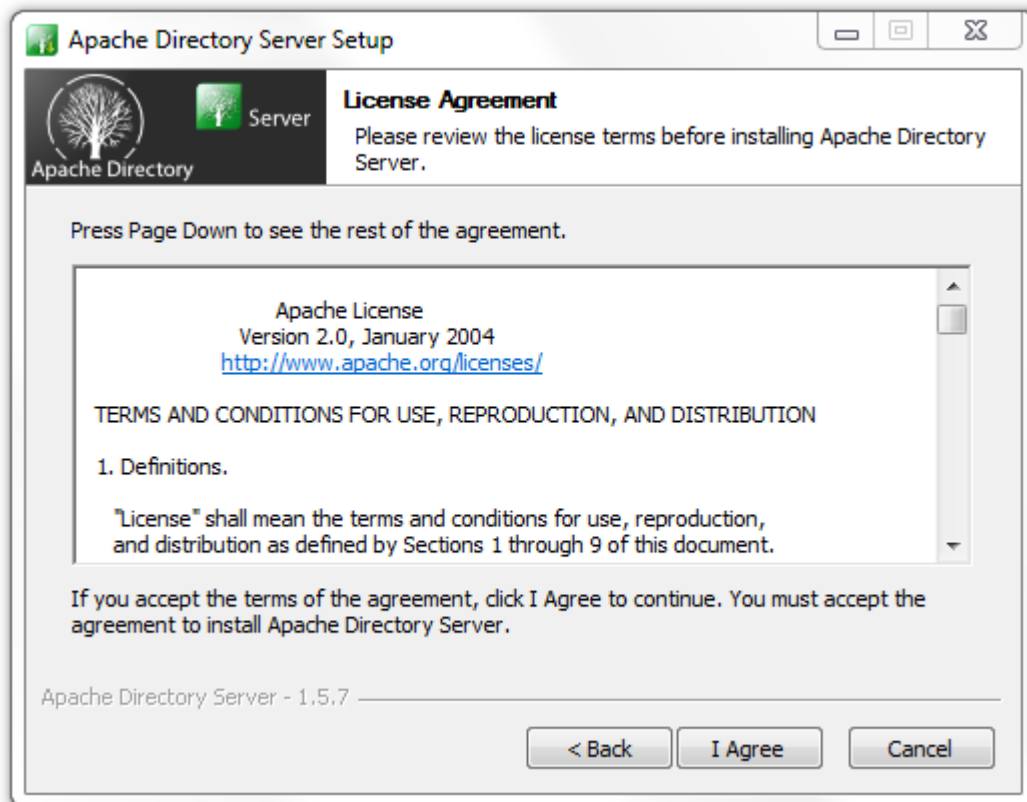 Apache Directory Server Setup
Apache Directory
Server
License Agreement
Please review the license terms before installing Apache Directory
Server.
Press Page Down to see the rest of the agreement.
Apache License
Version 2.0, January 2004
http://www.apache.org/licenses/
TERMS AND CONDITIONS FOR USE, REPRODUCTION, AND DISTRIBUTION
1. Definitions.
"License" shall mean the terms and conditions for use, reproduction,
and distribution as defined by Sections 1 through 9 of this document.
If you accept the terms of the agreement, click I Agree to continue. You must accept the
agreement to install Apache Directory Server.
Apache Directory Server - 1.5.7
< Back
I Agree
Cancel